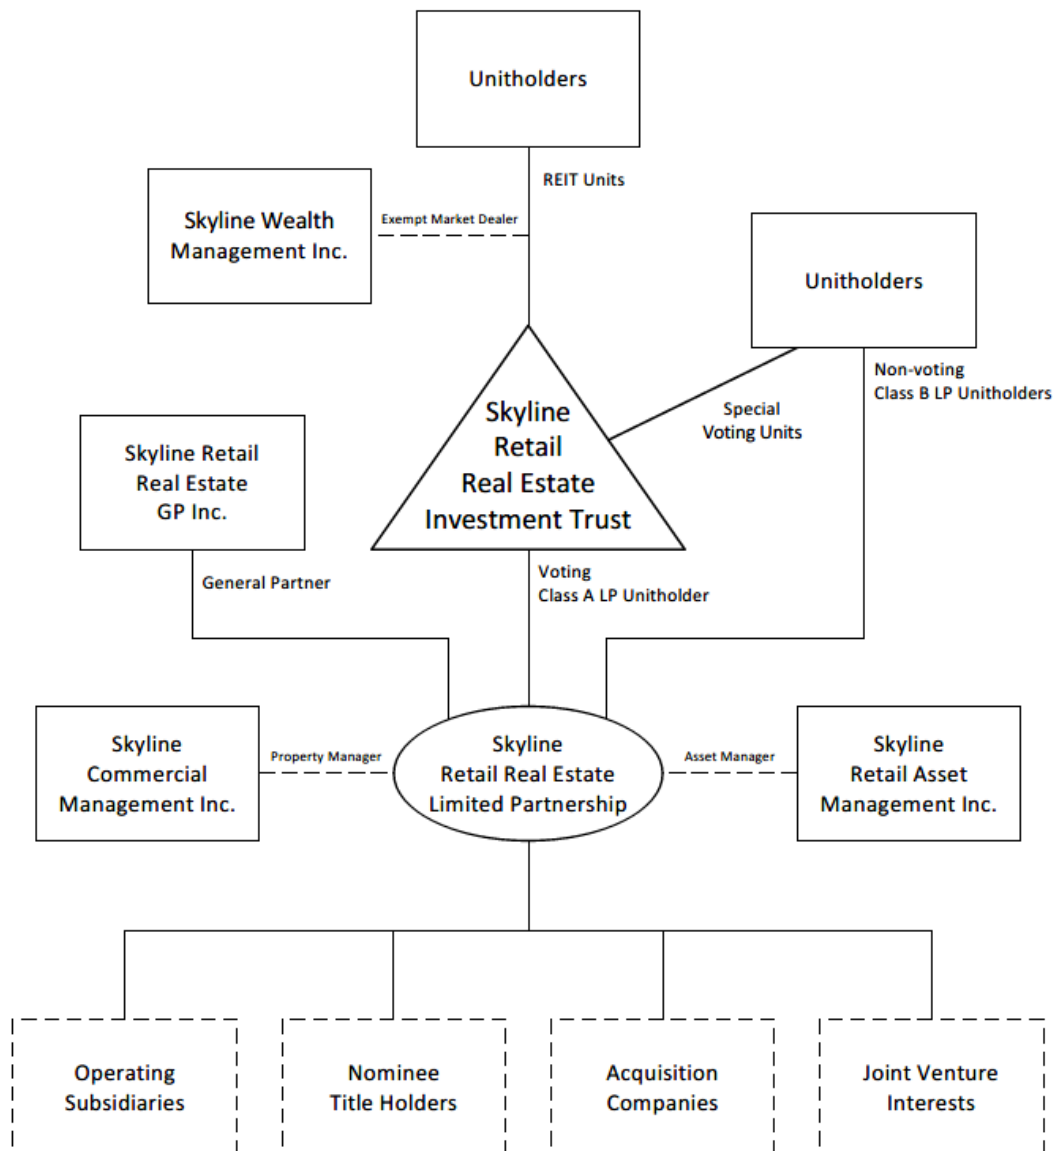 Unitholders
REIT Units
Skyline Wealth
Management Inc.
Exempt Market Dealer
Unitholders
Non-voting
Class B LP Unitholders
Special
Voting Units
Skyline
Retail
Real Estate
Investment Trust
Skyline Retail
Real Estate
GP Inc.
General Partner
Voting
Class A LP Unitholder
Skyline
Commercial
Management Inc.
Property Manager
Skyline
Retail Real Estate
Limited Partnership
Asset Manager
Skyline
Retail Asset
Management Inc.
Operating
Subsidiaries
Nominee
Title Holders
Acquisition
Companies
Joint Venture
Interests